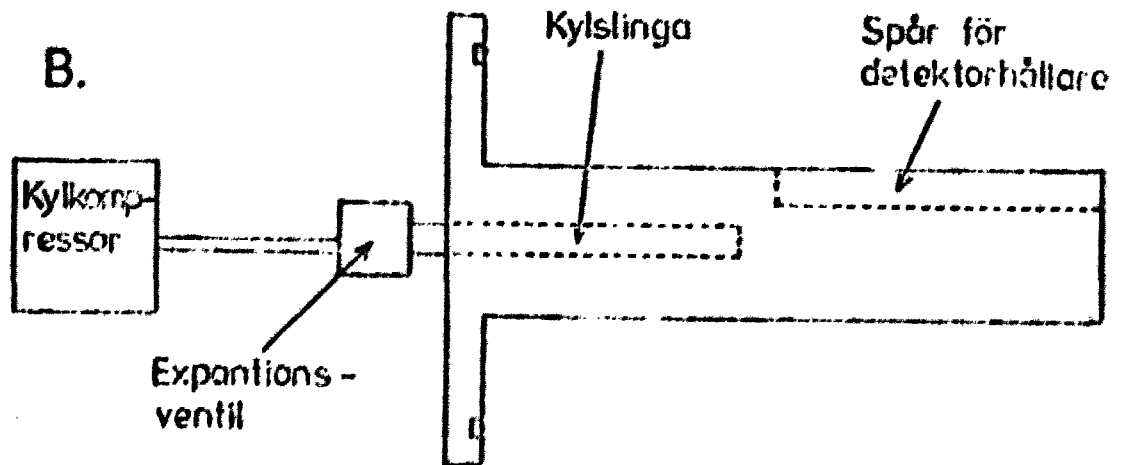 B.
Kylslinga
Spår för
detektorhållare
Kylkomp-
ressor
Expantions-
ventil